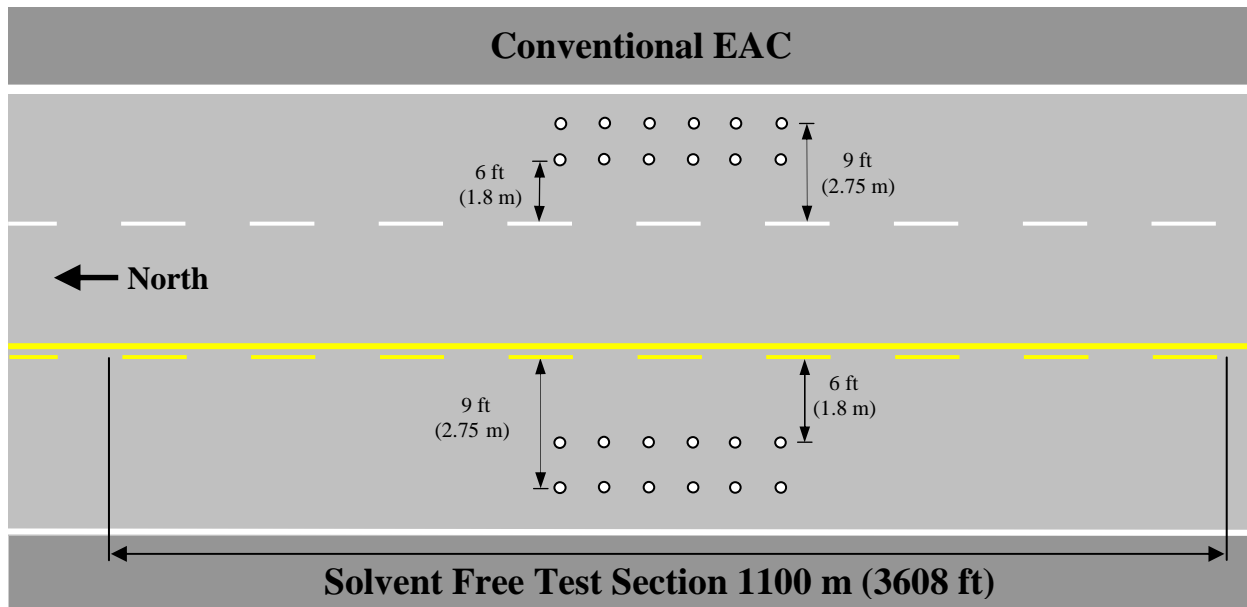 Conventional EAC
6 ft
(1.8 m)
9 ft
(2.75 m)
North
9 ft
(2.75 m)
6 ft
(1.8 m)
Solvent Free Test Section 1100 m (3608 ft)